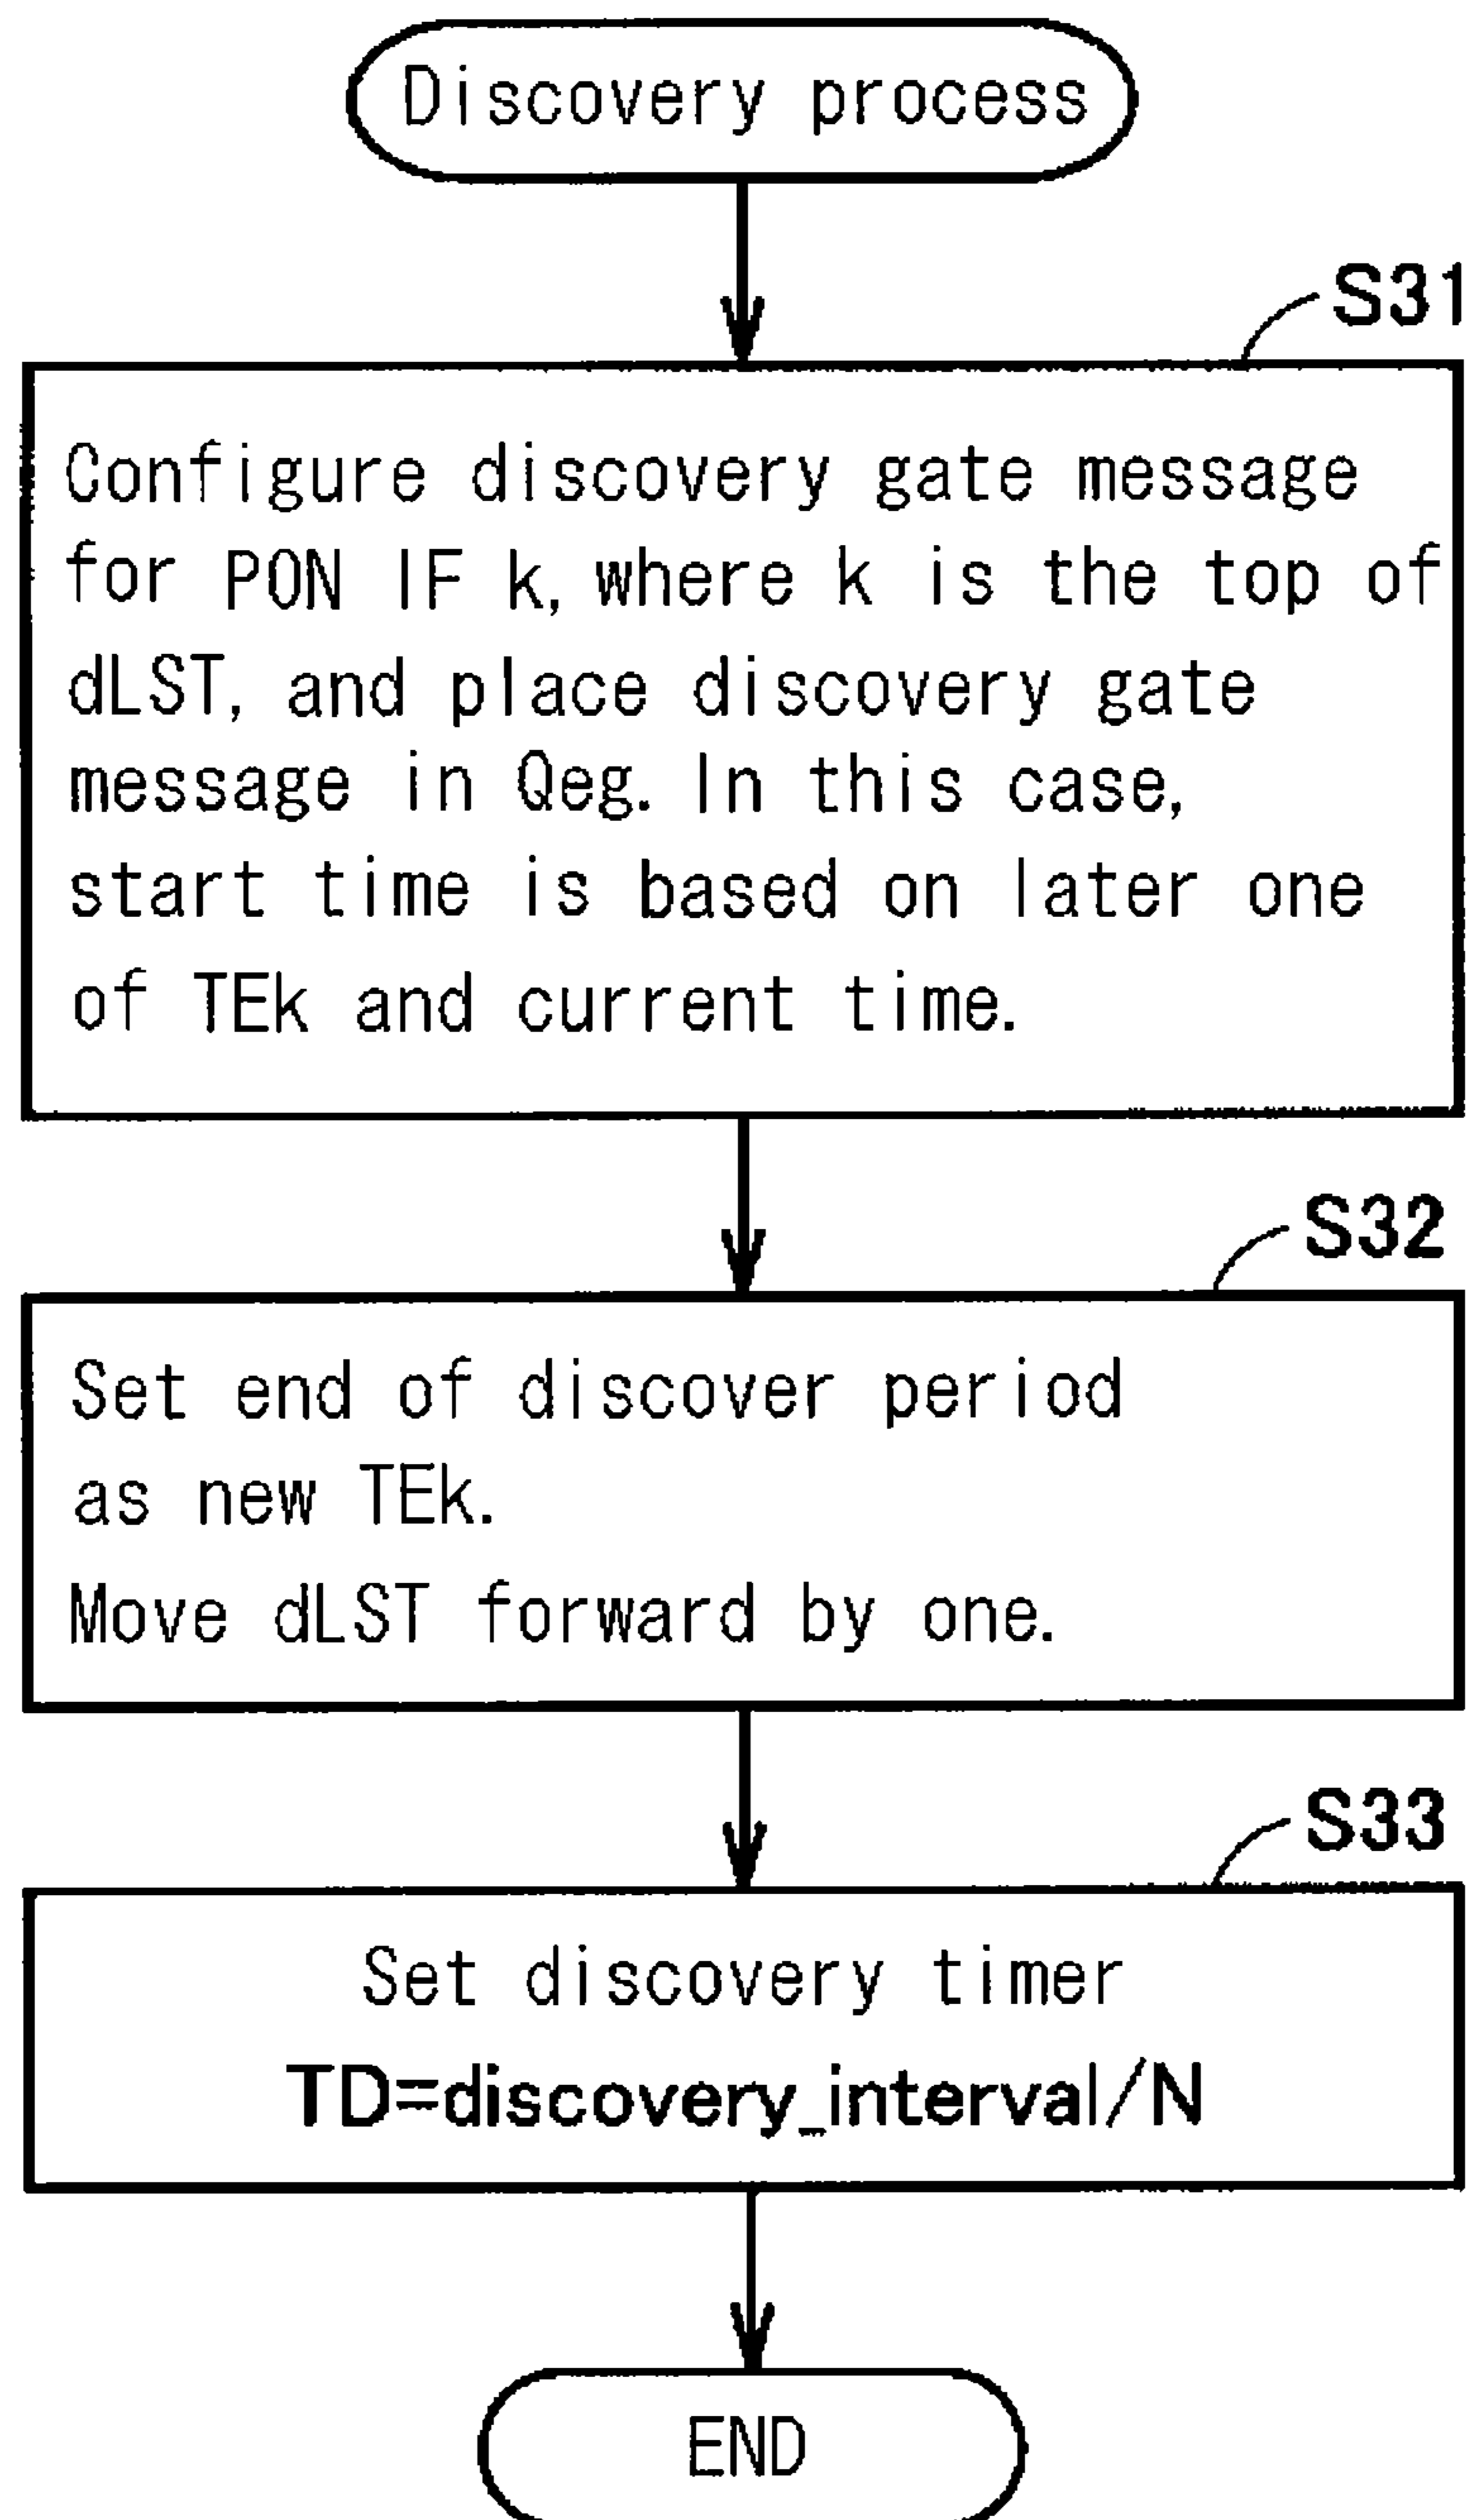 Discovery process
S31
Configure discovery gate message
for PON IF k, where k is the top of
dLST, and place discovery gate
message in Qeg. In this case,
start time is based on later one
of TEk and current time.
S32
Set end of discover period
as new TEk.
Move dLST forward by one.
S33
Set discovery timer
TD=discovery_interval/N
END